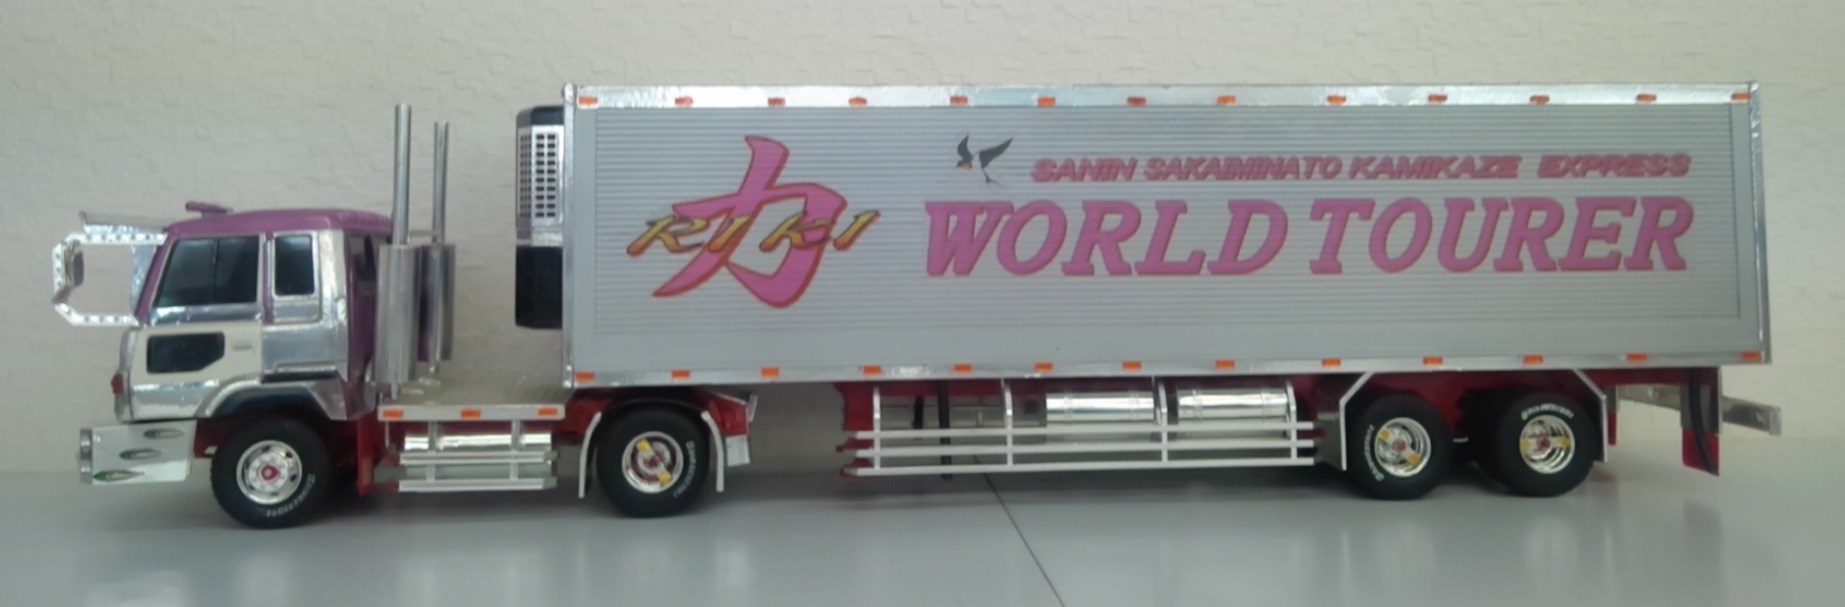 力
RIKI
SANIN SAKAIMINATO KAMIKAZE EXPRESS
WORLD TOURER